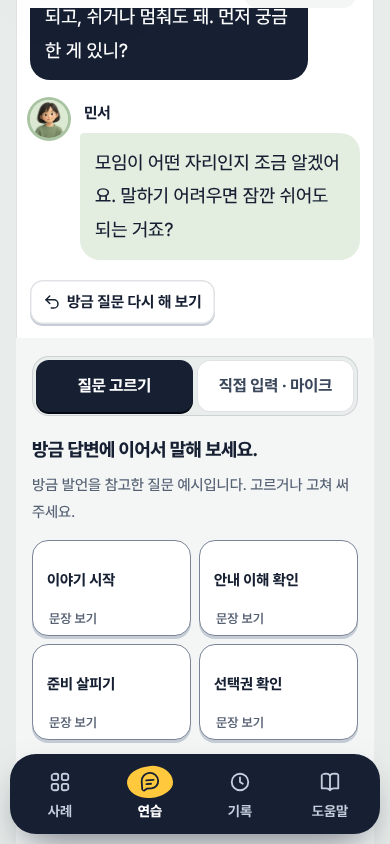 되고, 쉬거나 멈춰도 돼. 먼저 궁금
한 게 있니?
민서
모임이 어떤 자리인지 조금 알겠어
요. 말하기 어려우면 잠깐 쉬어도
되는 거죠?
방금 질문 다시 해 보기
질문 고르기
직접 입력 · 마이크
방금 답변에 이어서 말해 보세요.
방금 발언을 참고한 질문 예시입니다. 고르거나 고쳐 써
주세요.
이야기 시작
안내 이해 확인
문장 보기
문장 보기
준비 살피기
선택권 확인
문장 보기
문장 보기
사례
연습
기록
도움말